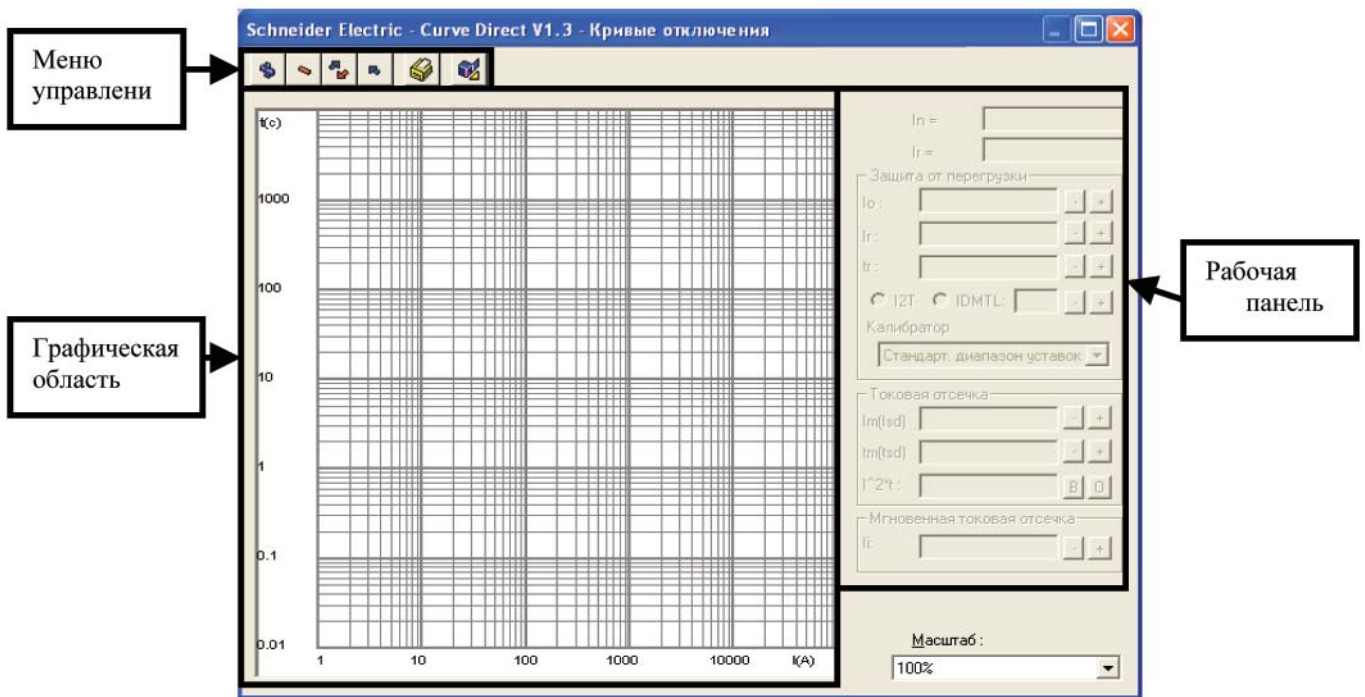 Schneider Electric - Curve Direct V1.3 - Кривые отключения
Меню
управлени
Графическая
область
t(c)
1000
100
10
1
0.1
0.01
1 10 100 1000 10000 I(A)
In =
Ir =
Защита от перегрузки
Io :
Ir :
tr :
I2T IDMTL:
Калибратор
Стандарт. диапазон уставок
Токовая отсечка
Im(Isd)
tm(tsd)
I^2*t : B O
Мгновенная токовая отсечка
Ii:
Масштаб :
100%
Рабочая
панель